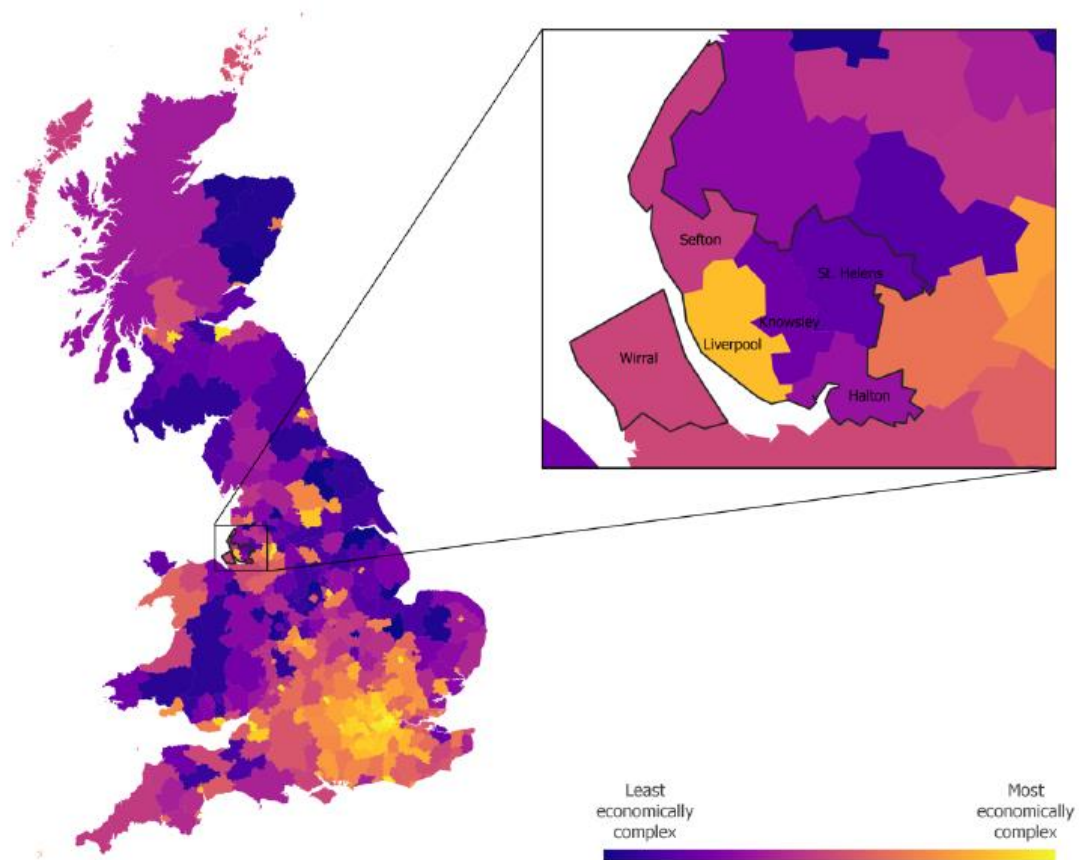 Sefton
St. Helens
Knowsley
Liverpool
Wirral
Halton
Least
economically
complex
Most
economically
complex